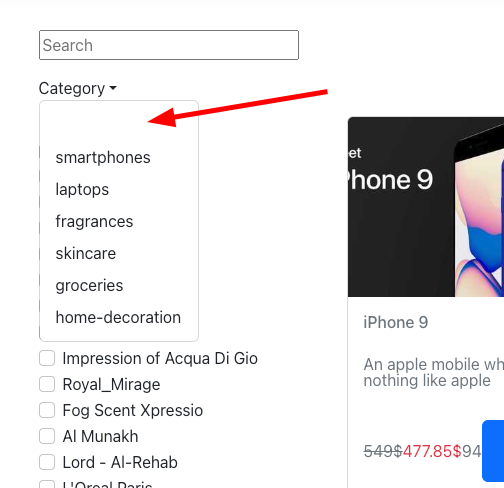 Search
Category
smartphones
laptops
fragrances
skincare
groceries
home-decoration
Impression of Acqua Di Gio
Royal_Mirage
Fog Scent Xpressio
Al Munakh
Lord - Al-Rehab
L'Oreal Paris
et
hone 9
iPhone 9
An apple mobile wh
nothing like apple
549$477.85$94